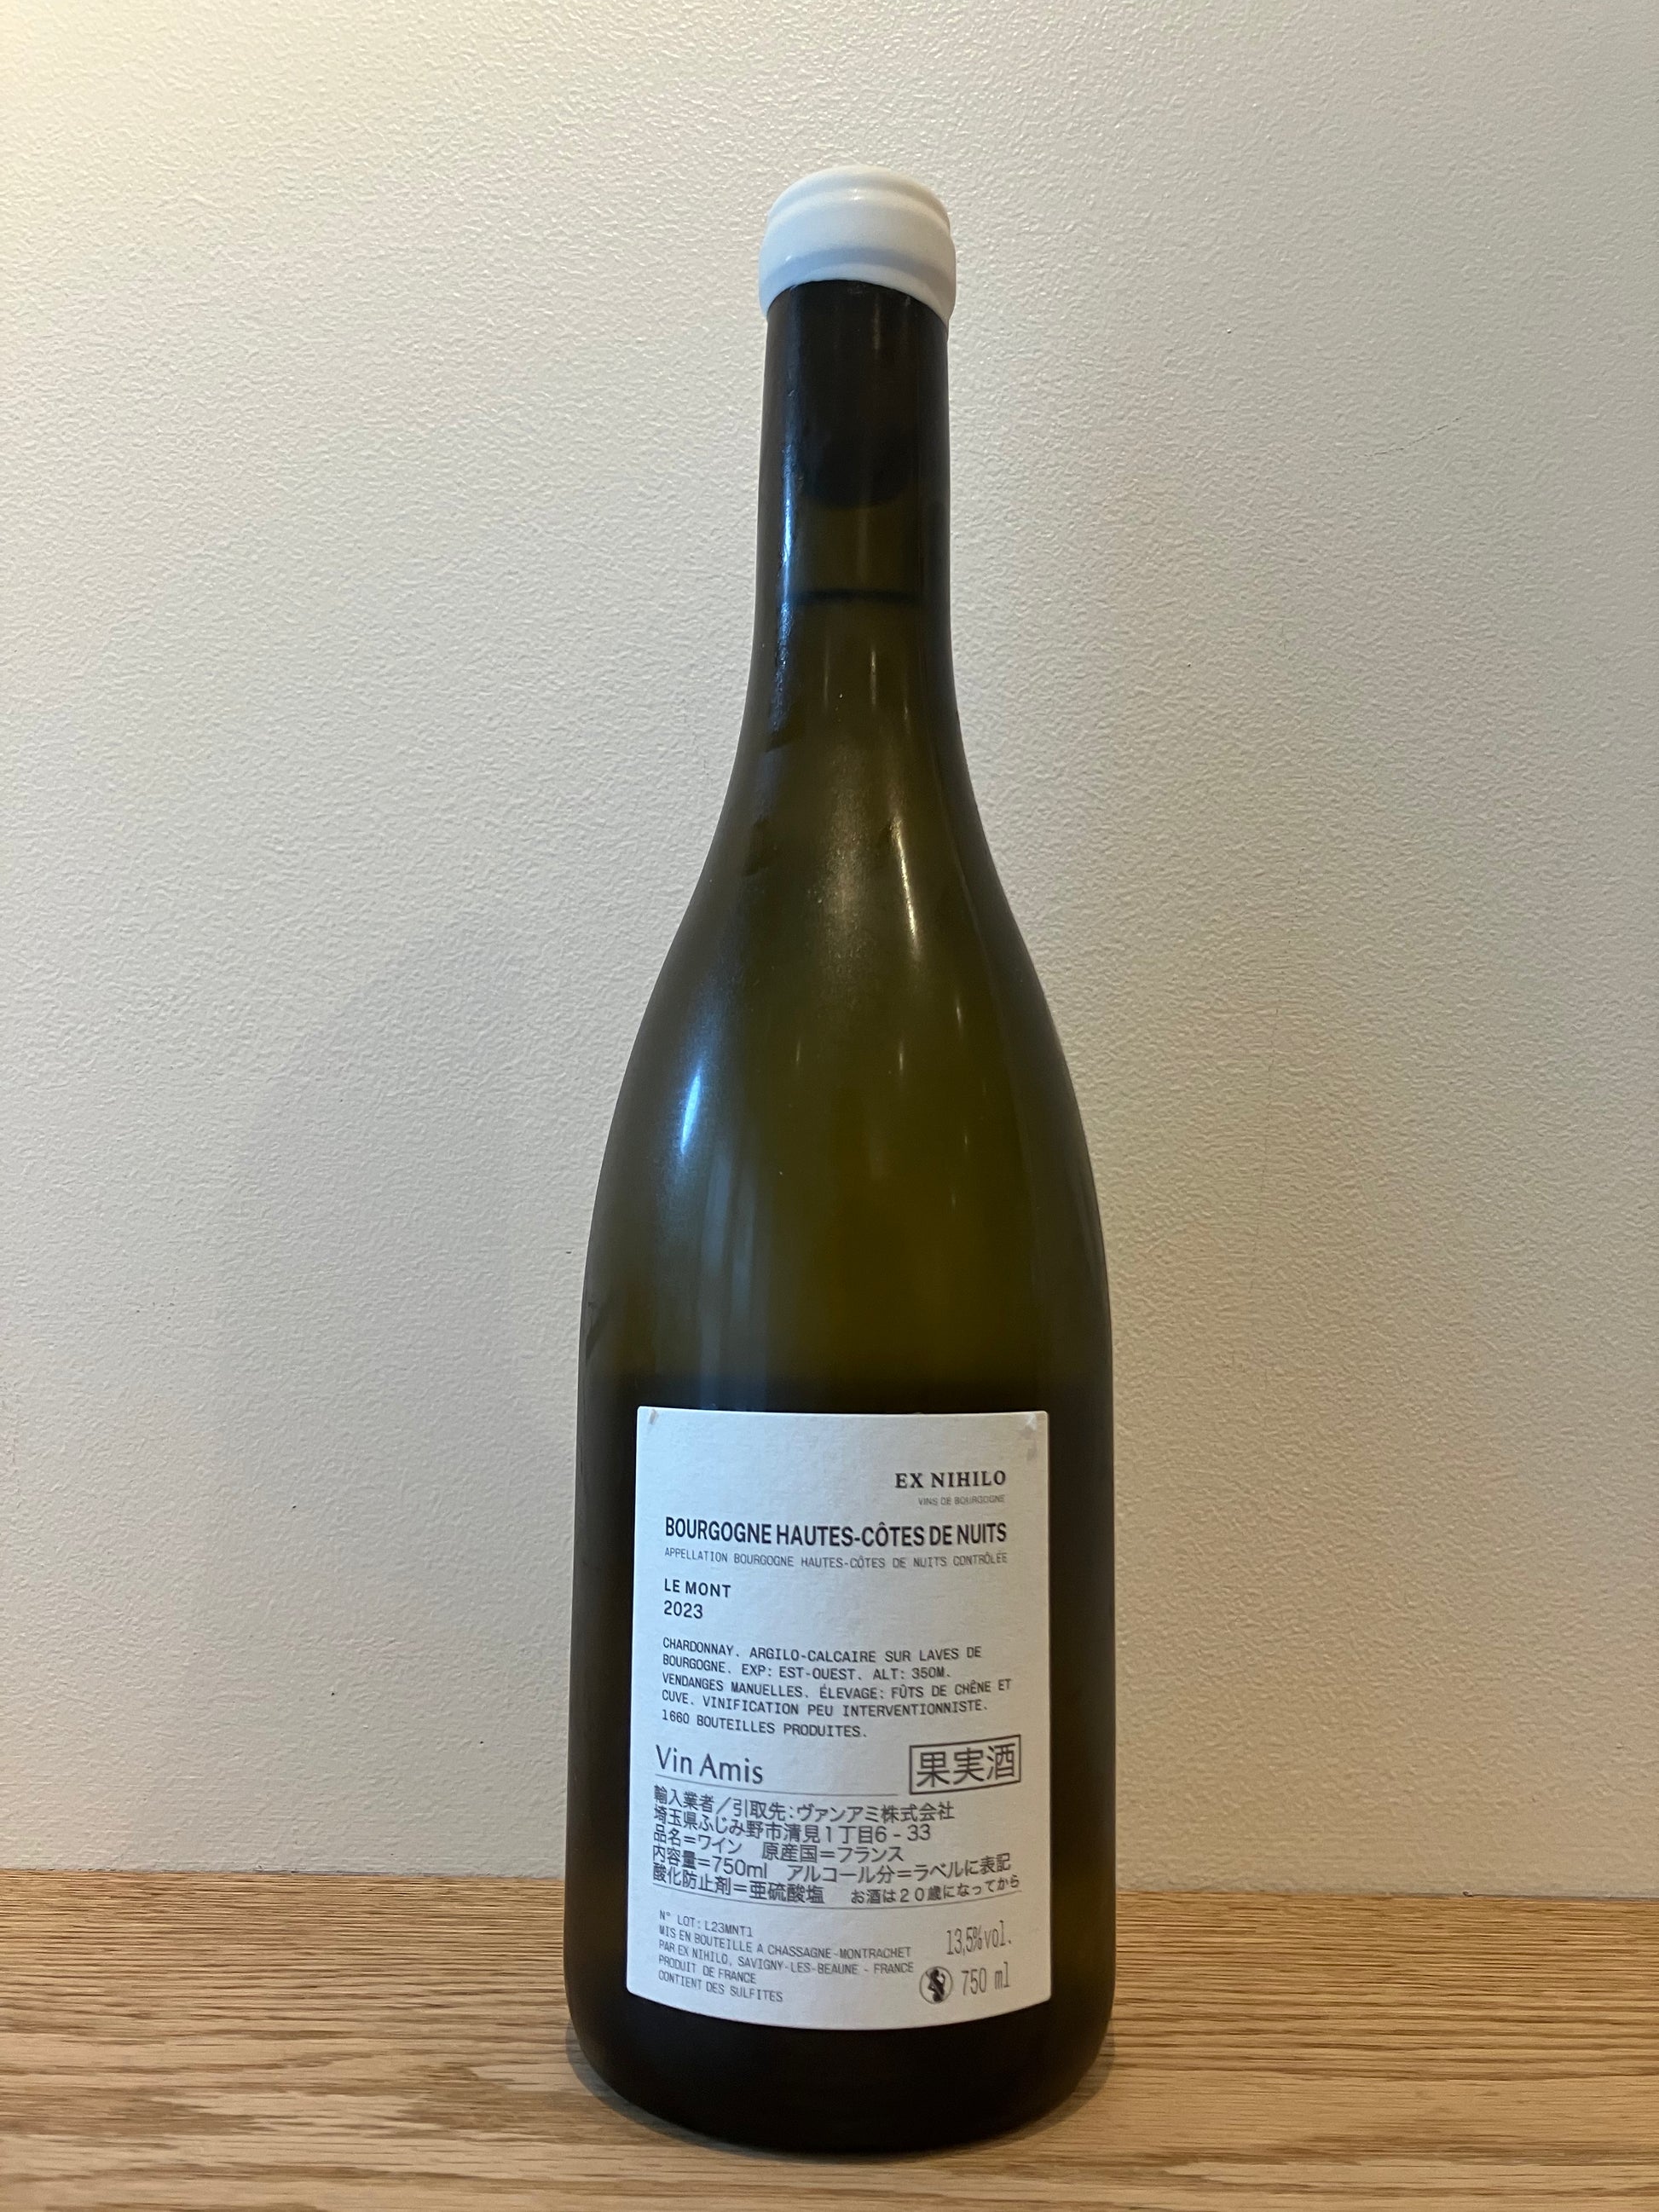 EX NIHILO
VINS DE BOURGOGNE
BOURGOGNE HAUTES-CÔTES DE NUITS
APPELLATION BOURGOGNE HAUTES-CÔTES DE NUITS CONTRÔLÉE
LE MONT
2023
CHARDONNAY. ARGILO-CALCAIRE SUR LAVES DE
BOURGOGNE. EXP: EST-OUEST. ALT: 350M.
VENDANGES MANUELLES. ÉLEVAGE: FÛTS DE CHÊNE ET
CUVE. VINIFICATION PEU INTERVENTIONNISTE.
1660 BOUTEILLES PRODUITES.
Vin Amis 果実酒
輸入業者／引取先:ヴァンアミ株式会社
埼玉県ふじみ野市清見1丁目6-33
品名=ワイン 原産国=フランス
内容量=750ml アルコール分=ラベルに表記
酸化防止剤=亜硫酸塩 お酒は20歳になってから
N° LOT: L23MNT1
MIS EN BOUTEILLE A CHASSAGNE-MONTRACHET
PAR EX NIHILO, SAVIGNY-LES-BEAUNE - FRANCE
PRODUIT DE FRANCE
CONTIENT DES SULFITES
13,5%vol.
750 ml